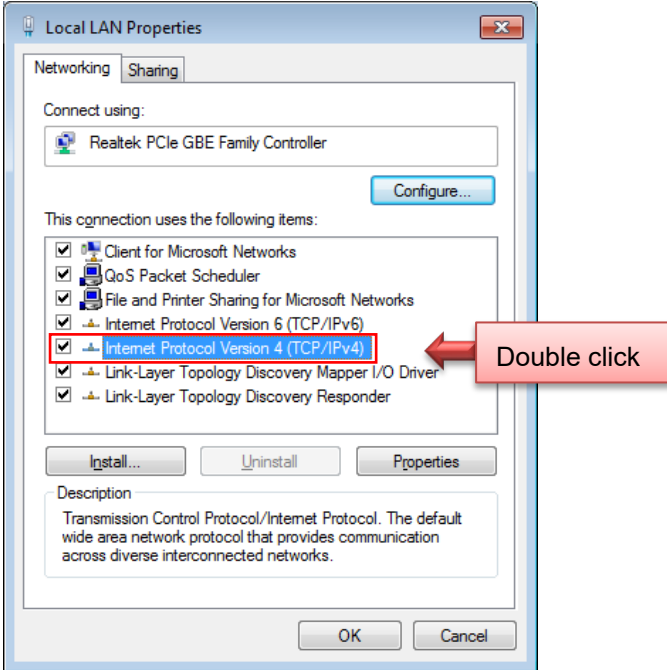 Local LAN Properties
Networking
Sharing
Connect using:
Realtek PCIe GBE Family Controller
Configure...
This connection uses the following items:
Client for Microsoft Networks
QoS Packet Scheduler
File and Printer Sharing for Microsoft Networks
Internet Protocol Version 6 (TCP/IPv6)
Internet Protocol Version 4 (TCP/IPv4)
Double click
Link-Layer Topology Discovery Mapper I/O Driver
Link-Layer Topology Discovery Responder
Install...
Uninstall
Properties
Description
Transmission Control Protocol/Internet Protocol. The default
wide area network protocol that provides communication
across diverse interconnected networks.
OK
Cancel